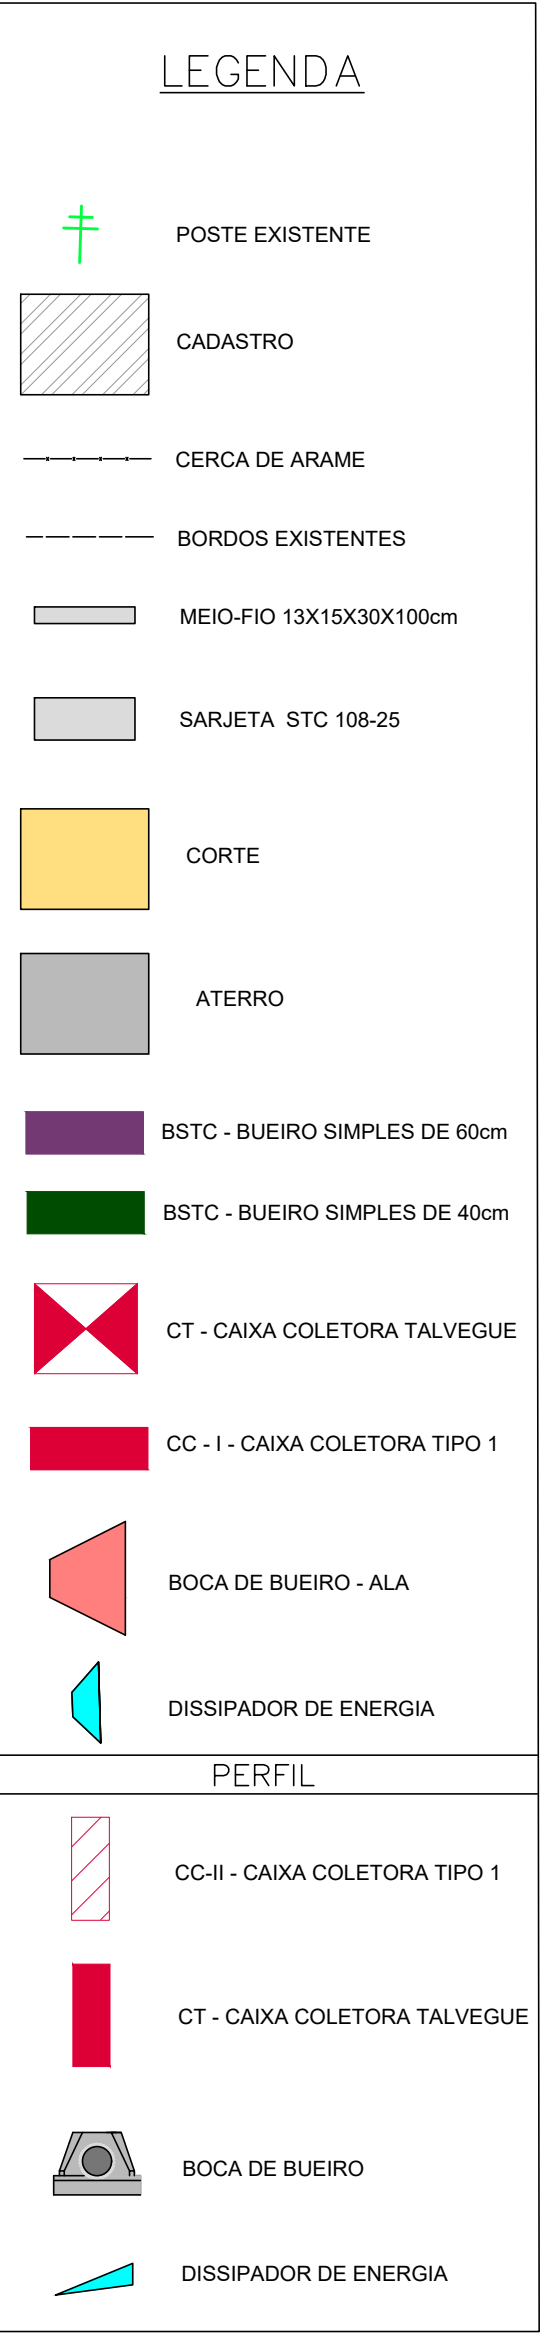 LEGENDA
POSTE EXISTENTE
CADASTRO
CERCA DE ARAME
BORDOS EXISTENTES
MEIO-FIO 13X15X30X100cm
SARJETA  STC 108-25
CORTE
ATERRO
BSTC - BUEIRO SIMPLES DE 60cm
BSTC - BUEIRO SIMPLES DE 40cm
CT - CAIXA COLETORA TALVEGUE
CC - I - CAIXA COLETORA TIPO 1
BOCA DE BUEIRO - ALA
DISSIPADOR DE ENERGIA
PERFIL
CC-II - CAIXA COLETORA TIPO 1
CT - CAIXA COLETORA TALVEGUE
BOCA DE BUEIRO
DISSIPADOR DE ENERGIA